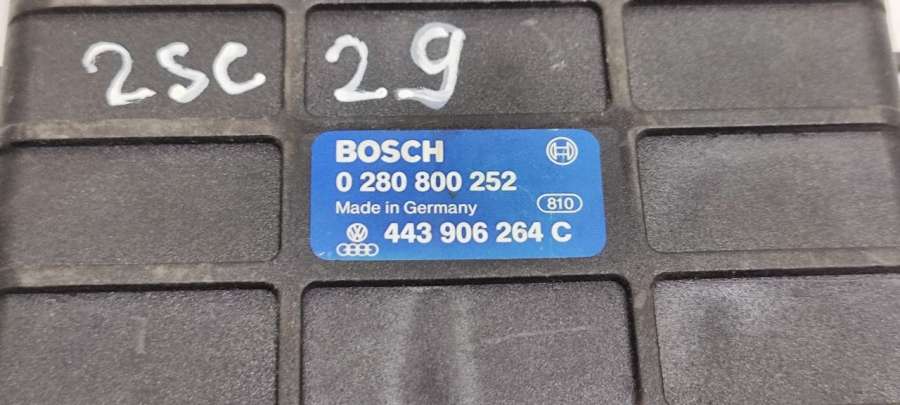 2SC 29
BOSCH
0 280 800 252
Made in Germany 810
443 906 264 C